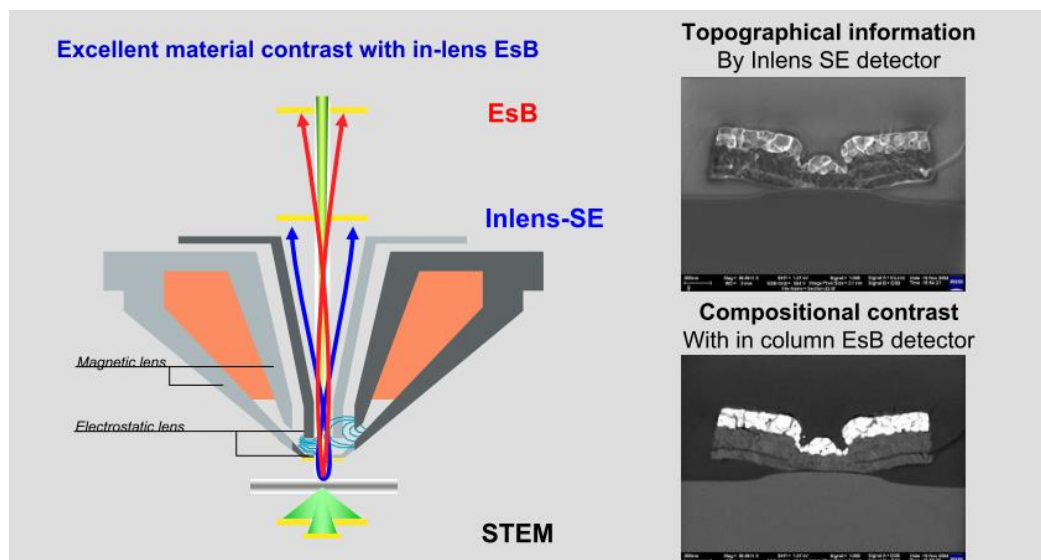 Excellent material contrast with in-lens EsB
EsB
Inlens-SE
Magnetic lens
Electrostatic lens
STEM
Topographical information
By Inlens SE detector
Compositional contrast
With in column EsB detector